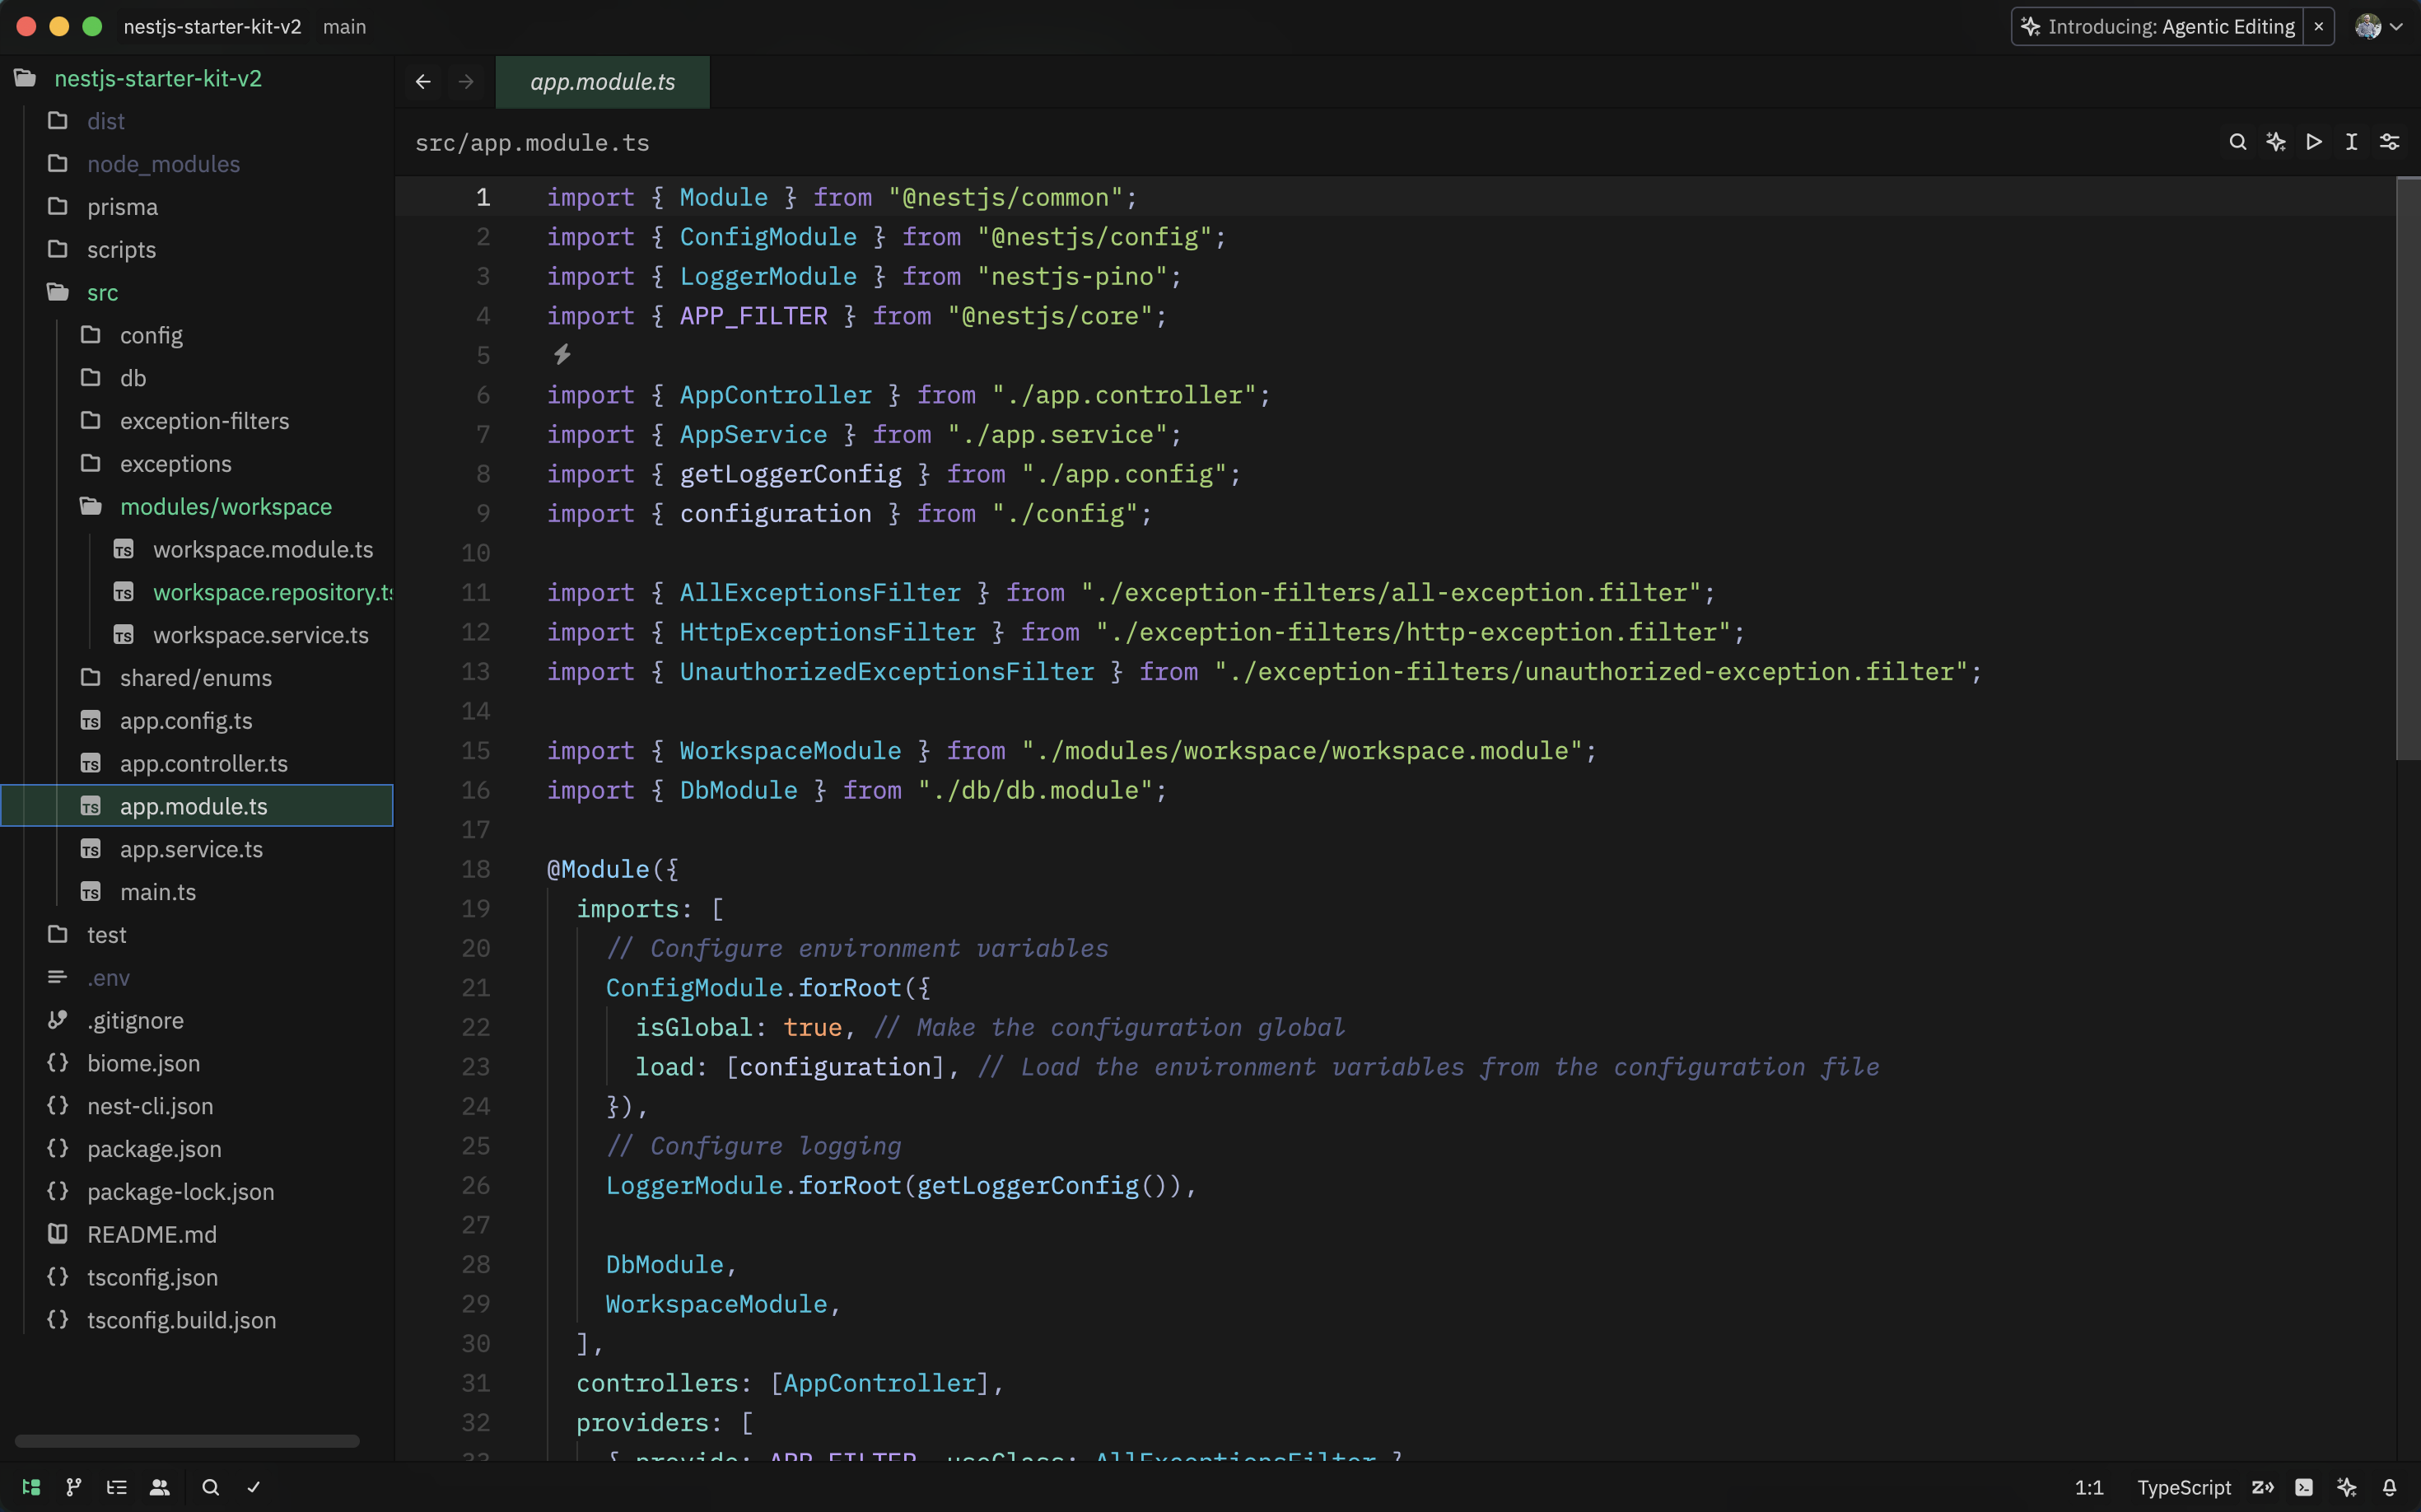 nestjs-starter-kit-v2 main
Introducing: Agentic Editing
nestjs-starter-kit-v2
dist
node_modules
prisma
scripts
src
config
db
exception-filters
exceptions
modules/workspace
workspace.module.ts
workspace.repository.ts
workspace.service.ts
shared/enums
app.config.ts
app.controller.ts
app.module.ts
app.service.ts
main.ts
test
.env
.gitignore
biome.json
nest-cli.json
package.json
package-lock.json
README.md
tsconfig.json
tsconfig.build.json
app.module.ts
src/app.module.ts
1 import { Module } from "@nestjs/common";
2 import { ConfigModule } from "@nestjs/config";
3 import { LoggerModule } from "nestjs-pino";
4 import { APP_FILTER } from "@nestjs/core";
5
6 import { AppController } from "./app.controller";
7 import { AppService } from "./app.service";
8 import { getLoggerConfig } from "./app.config";
9 import { configuration } from "./config";
10
11 import { AllExceptionsFilter } from "./exception-filters/all-exception.filter";
12 import { HttpExceptionsFilter } from "./exception-filters/http-exception.filter";
13 import { UnauthorizedExceptionsFilter } from "./exception-filters/unauthorized-exception.filter";
14
15 import { WorkspaceModule } from "./modules/workspace/workspace.module";
16 import { DbModule } from "./db/db.module";
17
18 @Module({
19 imports: [
20 // Configure environment variables
21 ConfigModule.forRoot({
22 isGlobal: true, // Make the configuration global
23 load: [configuration], // Load the environment variables from the configuration file
24 }),
25 // Configure logging
26 LoggerModule.forRoot(getLoggerConfig()),
27
28 DbModule,
29 WorkspaceModule,
30 ],
31 controllers: [AppController],
32 providers: [
33 { provide: APP_FILTER, useClass: AllExceptionsFilter }
1:1 TypeScript